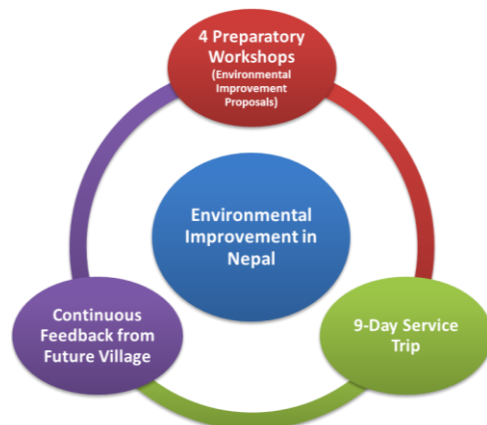 4 Preparatory
Workshops
(Environmental
Improvement
Proposals)
Environmental
Improvement in
Nepal
Continuous
Feedback from
Future Village
9-Day Service
Trip